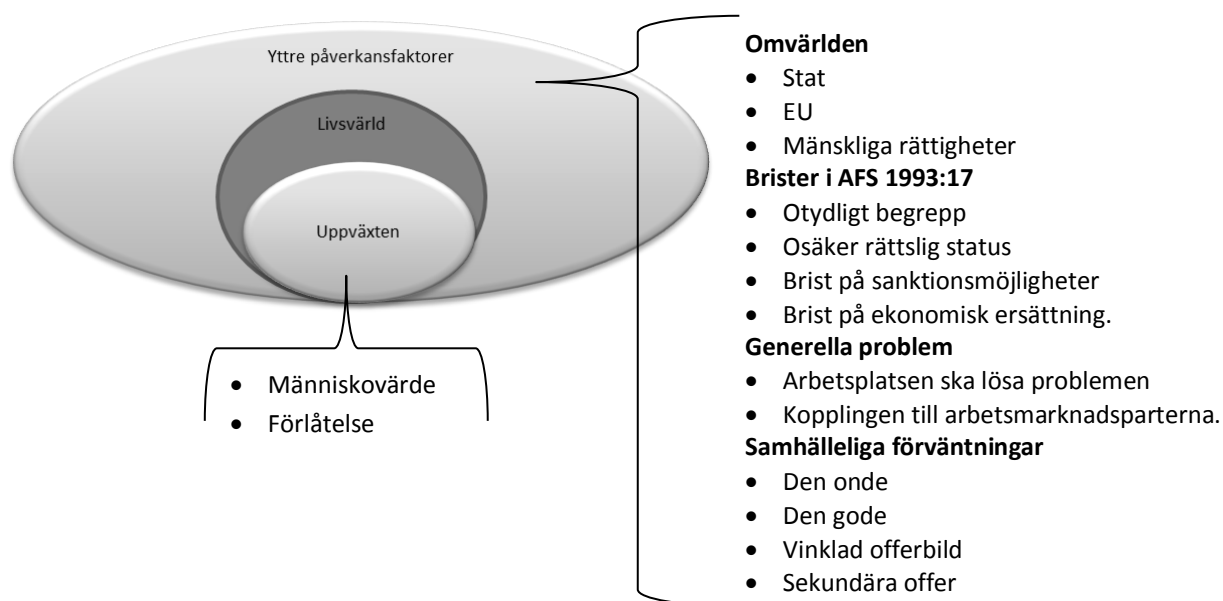 Yttre påverkansfaktorer
Livsvärld
Uppväxten
• Människovärde
• Förlåtelse
Omvärlden
• Stat
• EU
• Mänskliga rättigheter
Brister i AFS 1993:17
• Otydligt begrepp
• Osäker rättslig status
• Brist på sanktionsmöjligheter
• Brist på ekonomisk ersättning.
Generella problem
• Arbetsplatsen ska lösa problemen
• Kopplingen till arbetsmarknadsparterna.
Samhälleliga förväntningar
• Den onde
• Den gode
• Vinklad offerbild
• Sekundära offer